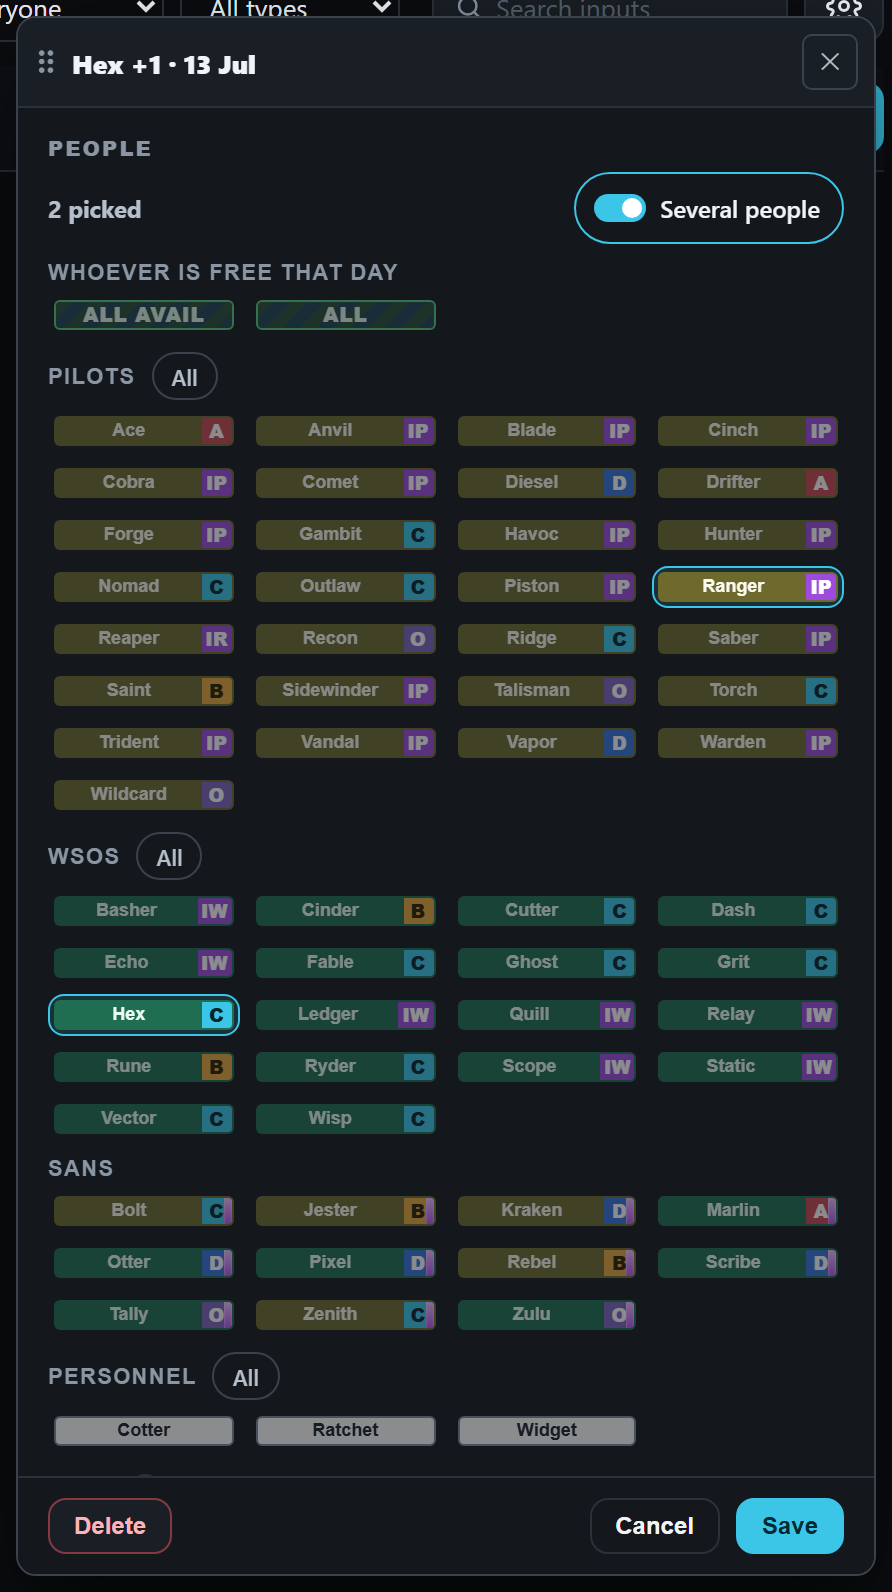 ryone All types Search inputs
Hex +1 · 13 Jul
PEOPLE
2 picked Several people
WHOEVER IS FREE THAT DAY
ALL AVAIL ALL
PILOTS All
Ace A Anvil IP Blade IP Cinch IP
Cobra IP Comet IP Diesel D Drifter A
Forge IP Gambit C Havoc IP Hunter IP
Nomad C Outlaw C Piston IP Ranger IP
Reaper IR Recon O Ridge C Saber IP
Saint B Sidewinder IP Talisman O Torch C
Trident IP Vandal IP Vapor D Warden IP
Wildcard O
WSOS All
Basher IW Cinder B Cutter C Dash C
Echo IW Fable C Ghost C Grit C
Hex C Ledger IW Quill IW Relay IW
Rune B Ryder C Scope IW Static IW
Vector C Wisp C
SANS
Bolt C Jester B Kraken D Marlin A
Otter D Pixel D Rebel B Scribe D
Tally O Zenith C Zulu O
PERSONNEL All
Cotter Ratchet Widget
Delete Cancel Save